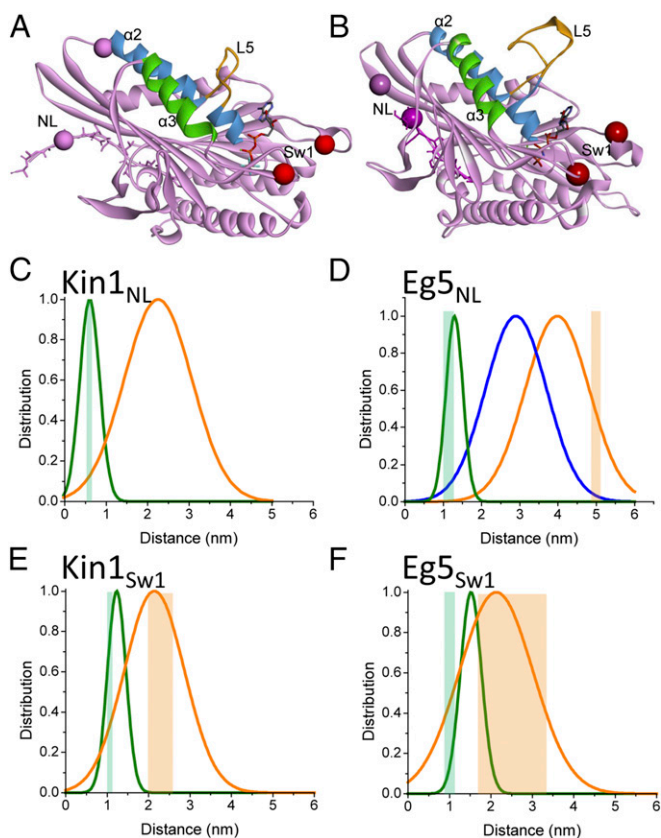 A
α2
L5
α3
NL
Sw1
B
α2
L5
NL
α3
Sw1
C
Kin1NL
1.0
0.8
0.6
0.4
0.2
0.0
Distribution
0 1 2 3 4 5 6
Distance (nm)
D
Eg5NL
1.0
0.8
0.6
0.4
0.2
0.0
Distribution
0 1 2 3 4 5 6
Distance (nm)
E
Kin1Sw1
1.0
0.8
0.6
0.4
0.2
0.0
Distribution
0 1 2 3 4 5 6
Distance (nm)
F
Eg5Sw1
1.0
0.8
0.6
0.4
0.2
0.0
Distribution
0 1 2 3 4 5 6
Distance (nm)